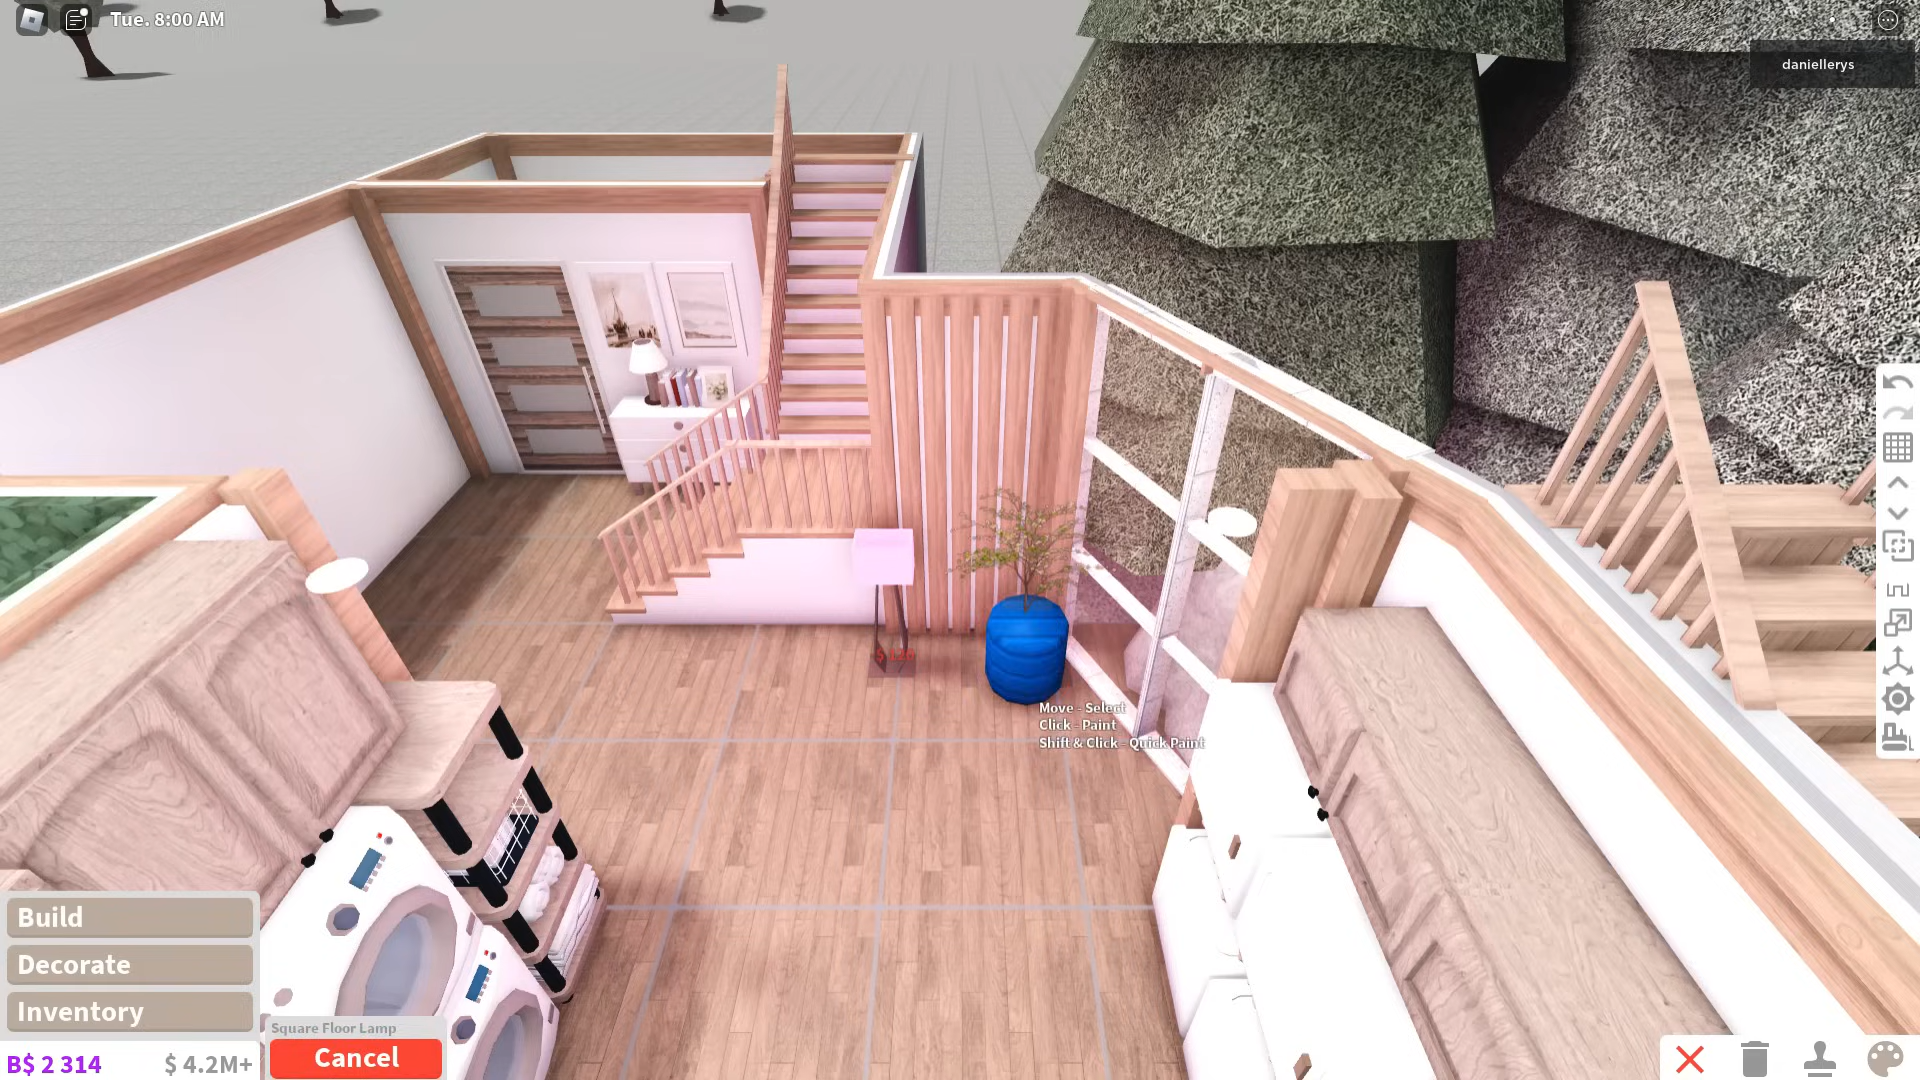 Tue. 8:00 AM
daniellerys
$ 120
Move - Select
Click - Paint
Shift & Click - Quick Paint
Build
Decorate
Inventory
Square Floor Lamp
B$ 2 314
$ 4.2M+
Cancel